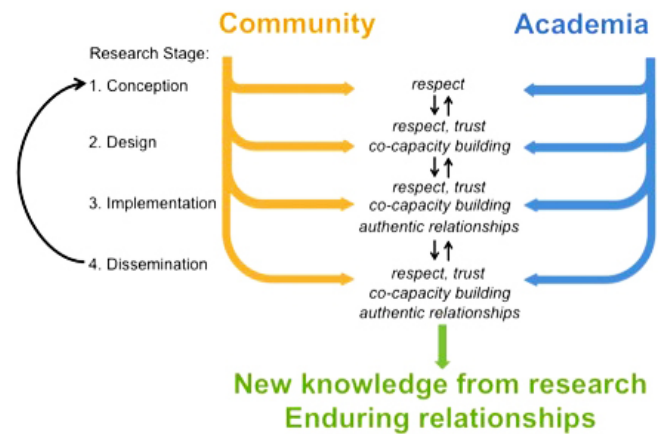 Community
Academia
Research Stage:
1. Conception
respect
2. Design
respect, trust
co-capacity building
3. Implementation
respect, trust
co-capacity building
authentic relationships
4. Dissemination
respect, trust
co-capacity building
authentic relationships
New knowledge from research
Enduring relationships